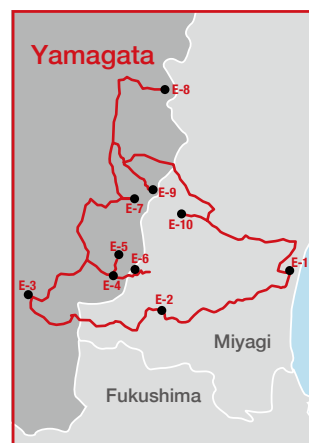 Yamagata
E-8
E-9
E-7
E-10
E-5
E-6
E-1
E-4
E-3
E-2
Miyagi
Fukushima